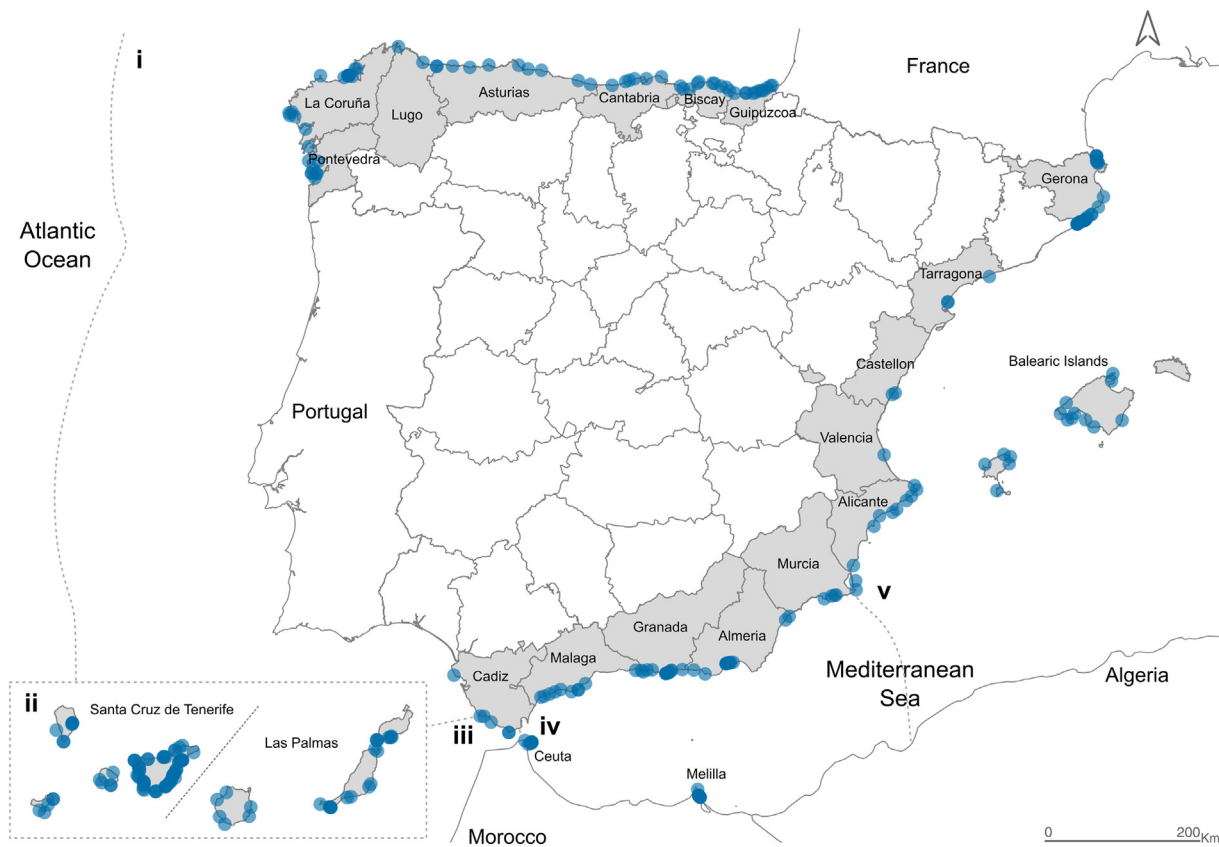 i
France
La Coruña
Lugo
Asturias
Cantabria
Biscay
Guipuzcoa
Pontevedra
Gerona
Atlantic
Ocean
Tarragona
Castellon
Balearic Islands
Portugal
Valencia
Alicante
Murcia
v
Granada
Almeria
Malaga
Cadiz
Mediterranean
Sea
Algeria
ii
Santa Cruz de Tenerife
Las Palmas
iii
iv
Ceuta
Melilla
Morocco
0 200Km